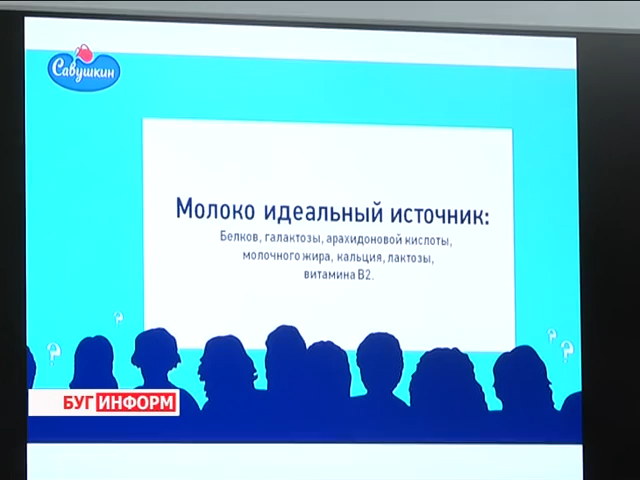 Савушкин
Молоко идеальный источник:
Белков, галактозы, арахидоновой кислоты,
молочного жира, кальция, лактозы,
витамина В2.
БУГ ИНФОРМ